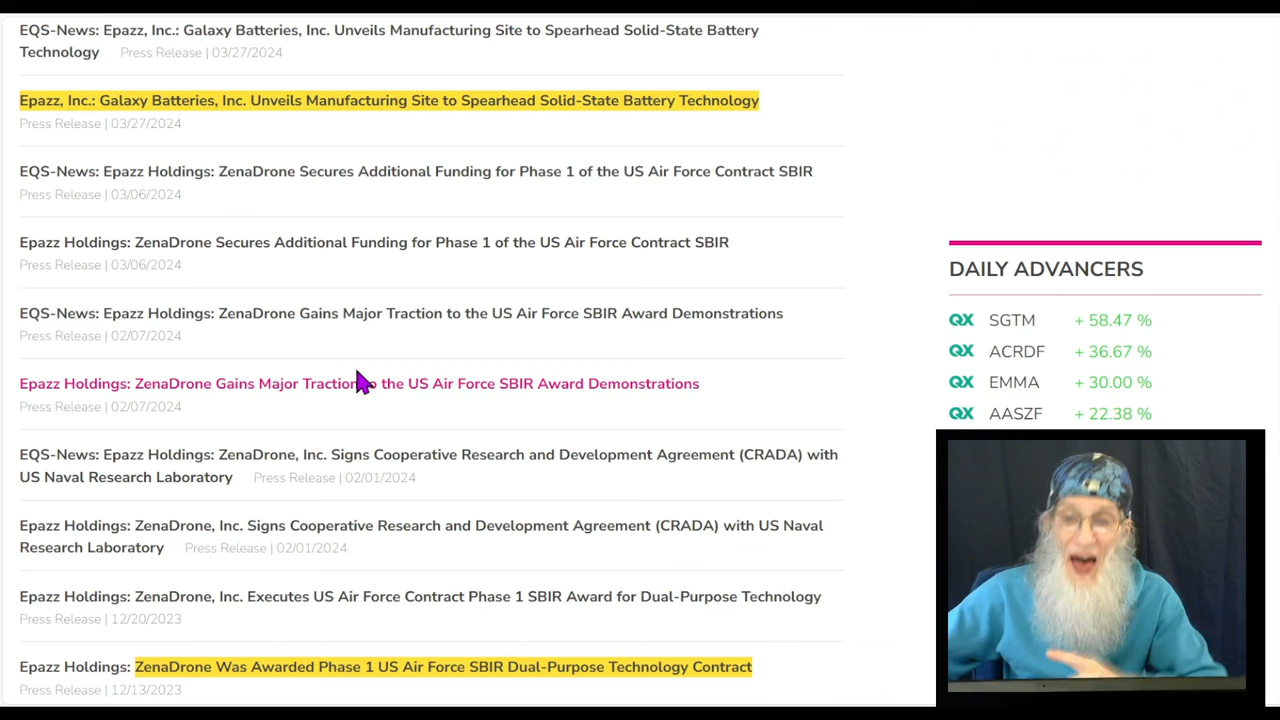 EQS-News: Epazz, Inc.: Galaxy Batteries, Inc. Unveils Manufacturing Site to Spearhead Solid-State Battery
Technology Press Release | 03/27/2024
Epazz, Inc.: Galaxy Batteries, Inc. Unveils Manufacturing Site to Spearhead Solid-State Battery Technology
Press Release | 03/27/2024
EQS-News: Epazz Holdings: ZenaDrone Secures Additional Funding for Phase 1 of the US Air Force Contract SBIR
Press Release | 03/06/2024
Epazz Holdings: ZenaDrone Secures Additional Funding for Phase 1 of the US Air Force Contract SBIR
Press Release | 03/06/2024
EQS-News: Epazz Holdings: ZenaDrone Gains Major Traction to the US Air Force SBIR Award Demonstrations
Press Release | 02/07/2024
Epazz Holdings: ZenaDrone Gains Major Traction to the US Air Force SBIR Award Demonstrations
Press Release | 02/07/2024
EQS-News: Epazz Holdings: ZenaDrone, Inc. Signs Cooperative Research and Development Agreement (CRADA) with
US Naval Research Laboratory Press Release | 02/01/2024
Epazz Holdings: ZenaDrone, Inc. Signs Cooperative Research and Development Agreement (CRADA) with US Naval
Research Laboratory Press Release | 02/01/2024
Epazz Holdings: ZenaDrone, Inc. Executes US Air Force Contract Phase 1 SBIR Award for Dual-Purpose Technology
Press Release | 12/20/2023
Epazz Holdings: ZenaDrone Was Awarded Phase 1 US Air Force SBIR Dual-Purpose Technology Contract
Press Release | 12/13/2023
DAILY ADVANCERS
QX SGTM + 58.47 %
QX ACRDF + 36.67 %
QX EMMA + 30.00 %
QX AASZF + 22.38 %